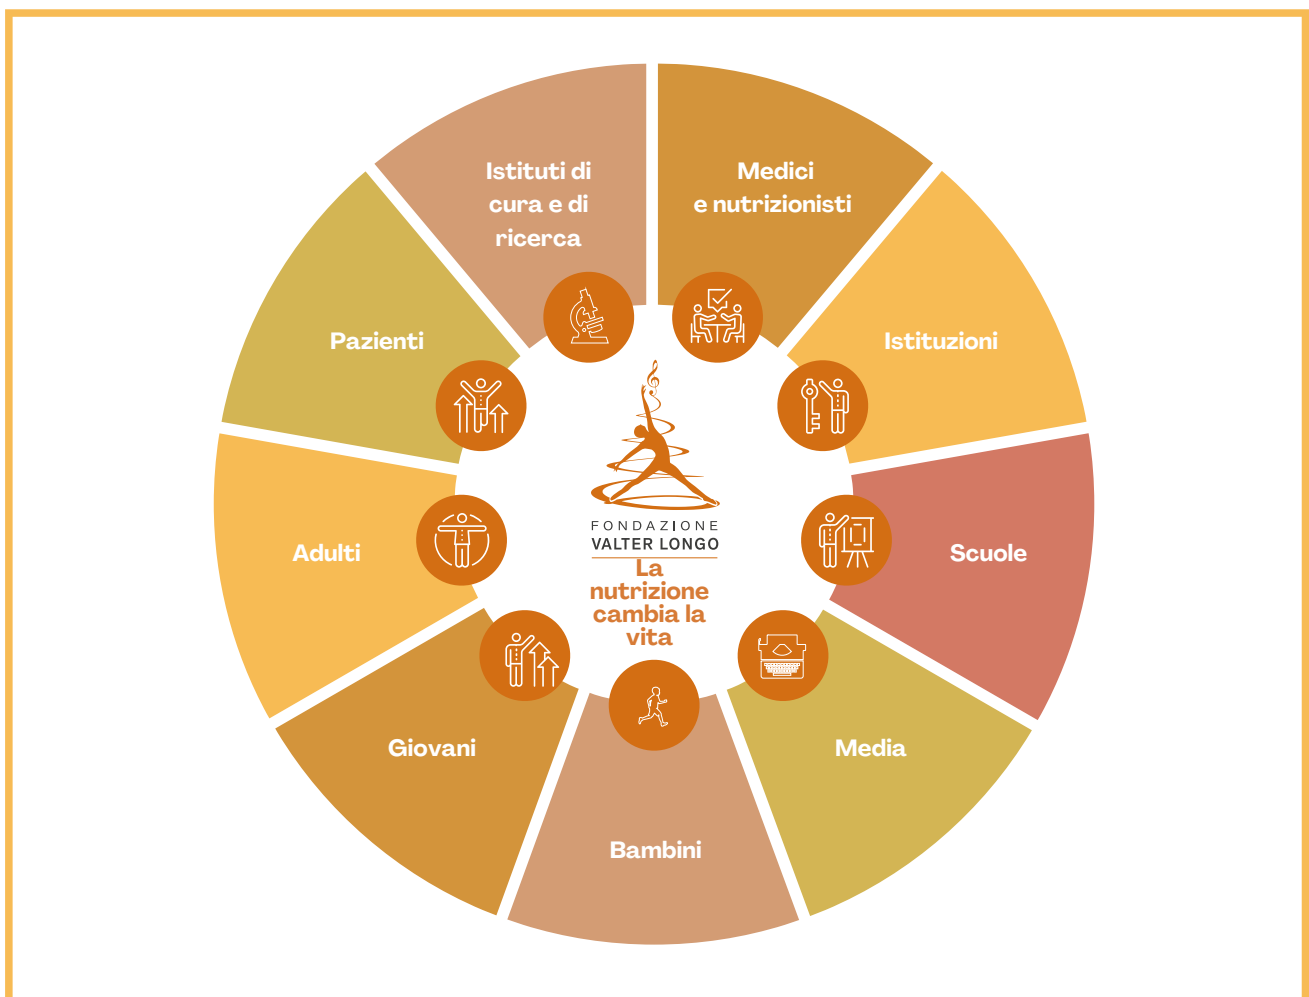 Istituti di
cura e di
ricerca
Medici
e nutrizionisti
Pazienti
Istituzioni
Adulti
Scuole
FONDAZIONE
VALTER LONGO
La
nutrizione
cambia la
vita
Giovani
Media
Bambini